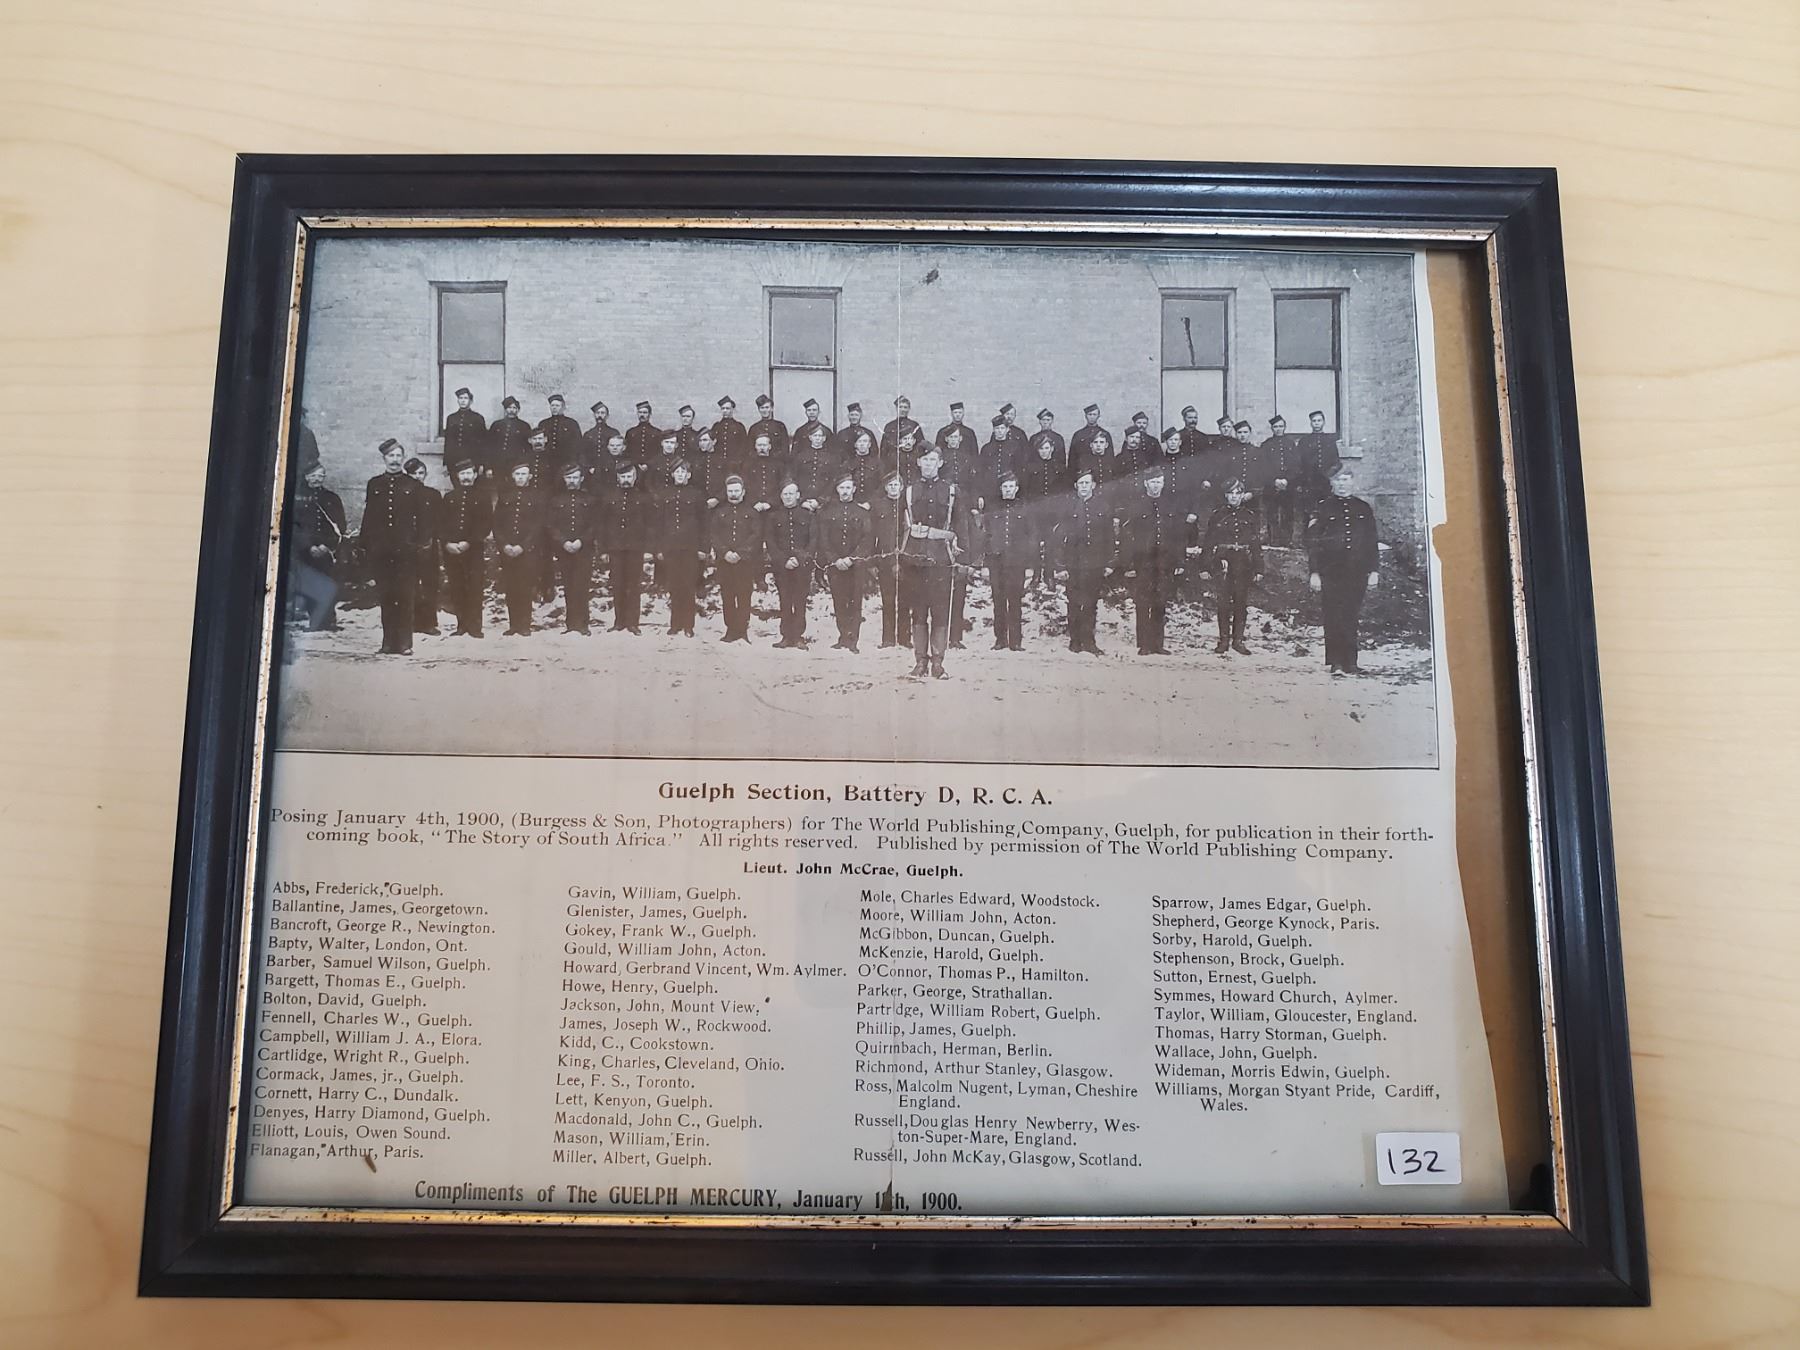 Guelph Section, Battery D, R. C. A.
Posing January 4th, 1900, (Burgess & Son, Photographers) for The World Publishing Company, Guelph, for publication in their forth-
coming book, "The Story of South Africa." All rights reserved. Published by permission of The World Publishing Company.
Lieut. John McCrae, Guelph.
Abbs, Frederick, Guelph.
Ballantine, James, Georgetown.
Bancroft, George R., Newington.
Bapty, Walter, London, Ont.
Barber, Samuel Wilson, Guelph.
Bargett, Thomas E., Guelph.
Bolton, David, Guelph.
Fennell, Charles W., Guelph.
Campbell, William J. A., Elora.
Cartlidge, Wright R., Guelph.
Cormack, James, jr., Guelph.
Cornett, Harry C., Dundalk.
Denyes, Harry Diamond, Guelph.
Elliott, Louis, Owen Sound.
Flanagan, Arthur, Paris.
Gavin, William, Guelph.
Glenister, James, Guelph.
Gokey, Frank W., Guelph.
Gould, William John, Acton.
Howard, Gerbrand Vincent, Wm. Aylmer.
Howe, Henry, Guelph.
Jackson, John, Mount View.
James, Joseph W., Rockwood.
Kidd, C., Cookstown.
King, Charles, Cleveland, Ohio.
Lee, F. S., Toronto.
Lett, Kenyon, Guelph.
Macdonald, John C., Guelph.
Mason, William, Erin.
Miller, Albert, Guelph.
Mole, Charles Edward, Woodstock.
Moore, William John, Acton.
McGibbon, Duncan, Guelph.
McKenzie, Harold, Guelph.
O'Connor, Thomas P., Hamilton.
Parker, George, Strathallan.
Partridge, William Robert, Guelph.
Phillip, James, Guelph.
Quirmbach, Herman, Berlin.
Richmond, Arthur Stanley, Glasgow.
Ross, Malcolm Nugent, Lyman, Cheshire
England.
Russell, Douglas Henry Newberry, Wes-
ton-Super-Mare, England.
Russell, John McKay, Glasgow, Scotland.
Sparrow, James Edgar, Guelph.
Shepherd, George Kynock, Paris.
Sorby, Harold, Guelph.
Stephenson, Brock, Guelph.
Sutton, Ernest, Guelph.
Symmes, Howard Church, Aylmer.
Taylor, William, Gloucester, England.
Thomas, Harry Storman, Guelph.
Wallace, John, Guelph.
Wideman, Morris Edwin, Guelph.
Williams, Morgan Styant Pride, Cardiff,
Wales.
132
Compliments of The GUELPH MERCURY, January 11th, 1900.